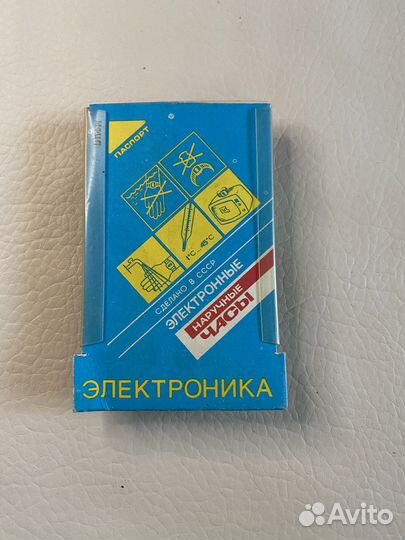 ПАСПОРТ
1°С...45°С
СДЕЛАНО В СССР
ЭЛЕКТРОННЫЕ
НАРУЧНЫЕ
ЧАСЫ
ЭЛЕКТРОНИКА
Avito